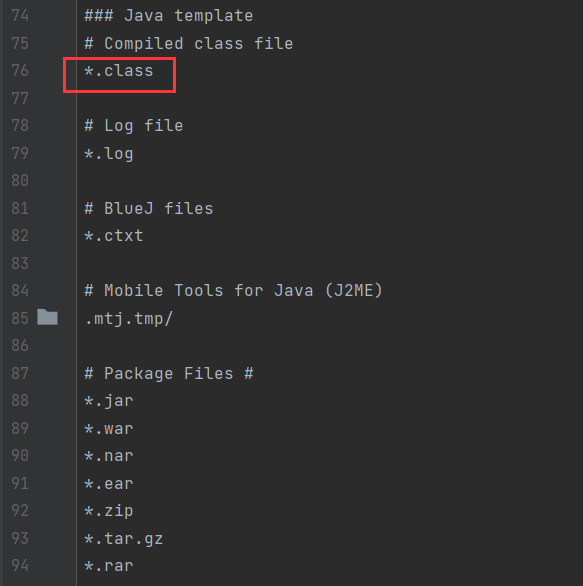 74 ### Java template
75 # Compiled class file
76 *.class
77
78 # Log file
79 *.log
80
81 # BlueJ files
82 *.ctxt
83
84 # Mobile Tools for Java (J2ME)
85 .mtj.tmp/
86
87 # Package Files #
88 *.jar
89 *.war
90 *.nar
91 *.ear
92 *.zip
93 *.tar.gz
94 *.rar